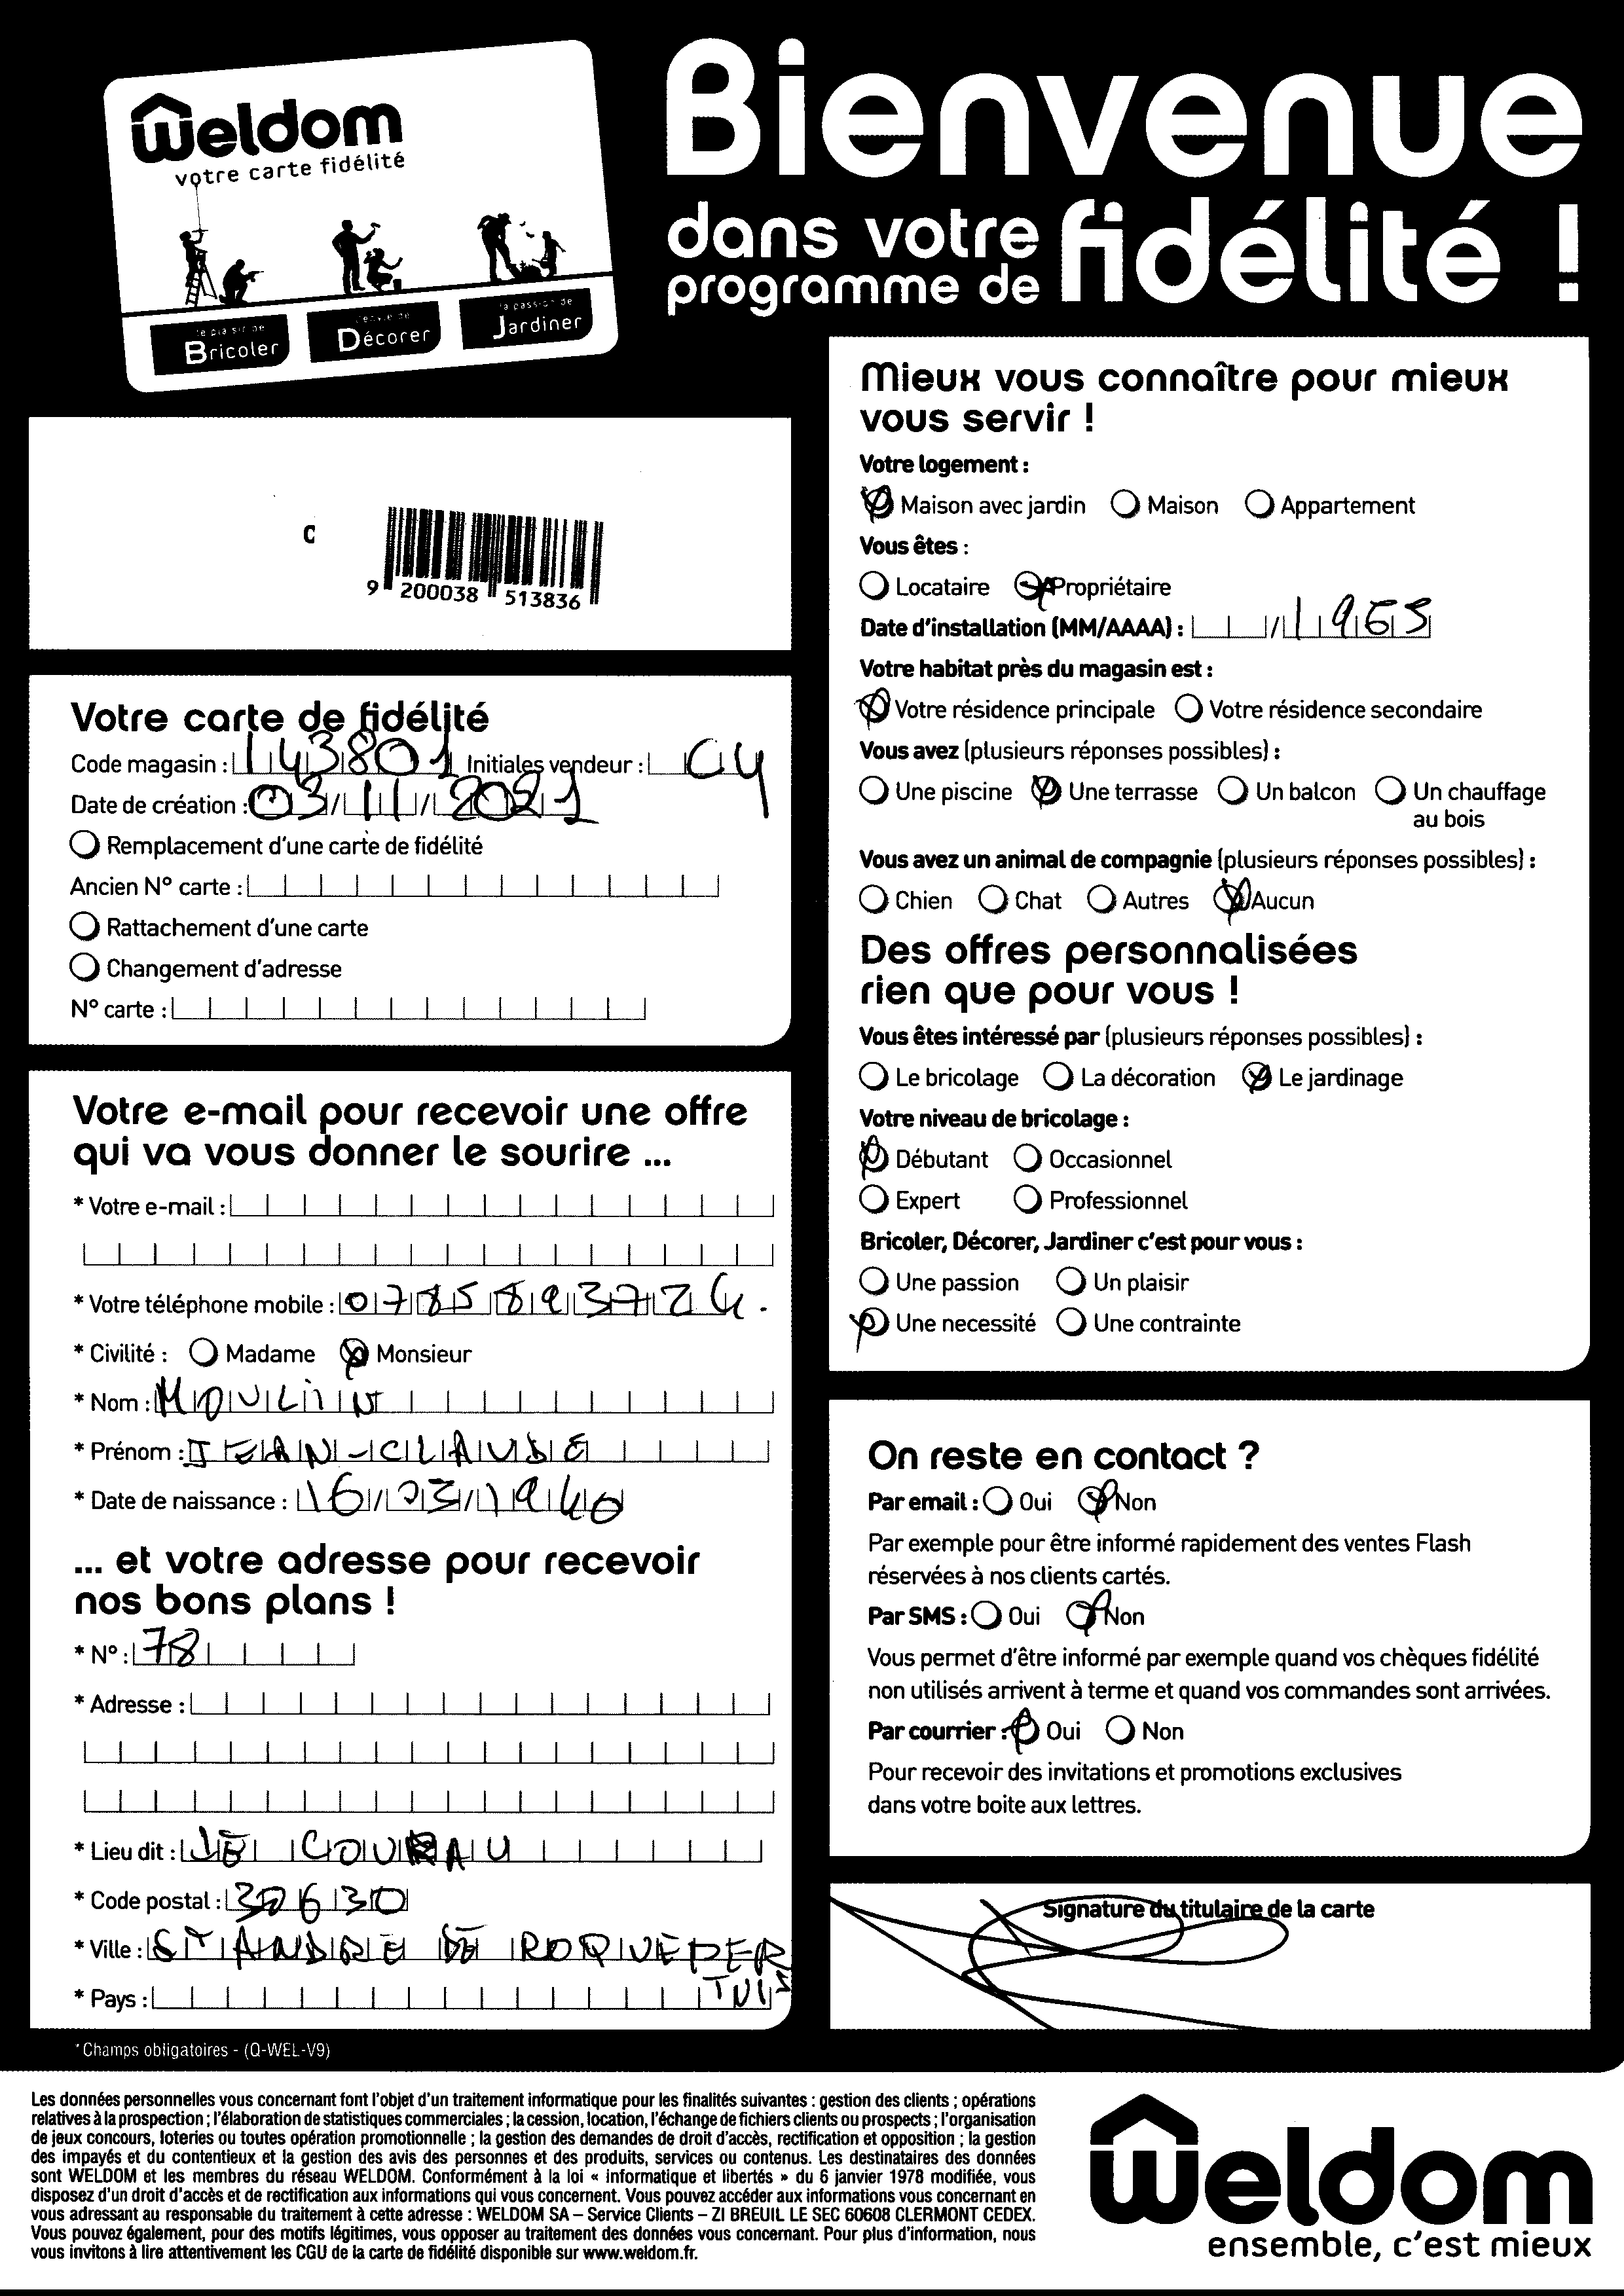 Weldom
votre carte fidélité
le plaisir de
Bricoler
l'envie de
Décorer
la passion de
Jardiner
Bienvenue
dans votre
programme de fidélité !
C
9 200038 513836
Votre carte de fidélité
Code magasin : 143801 Initiales vendeur : CY
Date de création : 03/11/2021
Remplacement d'une carte de fidélité
Ancien N° carte :
Rattachement d'une carte
Changement d'adresse
N° carte :
Votre e-mail pour recevoir une offre
qui va vous donner le sourire ...
* Votre e-mail :
* Votre téléphone mobile : 0785893724.
* Civilité : Madame Monsieur
* Nom : MOULIN
* Prénom : JEAN-CLAUDE
* Date de naissance : 16/03/1940
... et votre adresse pour recevoir
nos bons plans !
* N° : 78
* Adresse :
* Lieu dit : LE COURAU
* Code postal : 30630
* Ville : ST ANDRE DE ROQUEPER
TUIS
* Pays :
* Champs obligatoires - (Q-WEL-V9)
Mieux vous connaître pour mieux
vous servir !
Votre logement :
Maison avec jardin Maison Appartement
Vous êtes :
Locataire Propriétaire
Date d'installation (MM/AAAA) : / 1965
Votre habitat près du magasin est :
Votre résidence principale Votre résidence secondaire
Vous avez (plusieurs réponses possibles) :
Une piscine Une terrasse Un balcon Un chauffage
au bois
Vous avez un animal de compagnie (plusieurs réponses possibles) :
Chien Chat Autres Aucun
Des offres personnalisées
rien que pour vous !
Vous êtes intéressé par (plusieurs réponses possibles) :
Le bricolage La décoration Le jardinage
Votre niveau de bricolage :
Débutant Occasionnel
Expert Professionnel
Bricoler, Décorer, Jardiner c'est pour vous :
Une passion Un plaisir
Une necessité Une contrainte
On reste en contact ?
Par email : Oui Non
Par exemple pour être informé rapidement des ventes Flash
réservées à nos clients cartés.
Par SMS : Oui Non
Vous permet d'être informé par exemple quand vos chèques fidélité
non utilisés arrivent à terme et quand vos commandes sont arrivées.
Par courrier : Oui Non
Pour recevoir des invitations et promotions exclusives
dans votre boite aux lettres.
Signature du titulaire de la carte
Les données personnelles vous concernant font l'objet d'un traitement informatique pour les finalités suivantes : gestion des clients ; opérations
relatives à la prospection ; l'élaboration de statistiques commerciales ; la cession, location, l'échange de fichiers clients ou prospects ; l'organisation
de jeux concours, loteries ou toutes opération promotionnelle ; la gestion des demandes de droit d'accès, rectification et opposition ; la gestion
des impayés et du contentieux et la gestion des avis des personnes et des produits, services ou contenus. Les destinataires des données
sont WELDOM et les membres du réseau WELDOM. Conformément à la loi « informatique et libertés » du 6 janvier 1978 modifiée, vous
disposez d'un droit d'accès et de rectification aux informations qui vous concernent. Vous pouvez accéder aux informations vous concernant en
vous adressant au responsable du traitement à cette adresse : WELDOM SA – Service Clients – ZI BREUIL LE SEC 60608 CLERMONT CEDEX.
Vous pouvez également, pour des motifs légitimes, vous opposer au traitement des données vous concernant. Pour plus d'information, nous
vous invitons à lire attentivement les CGU de la carte de fidélité disponible sur www.weldom.fr.
Weldom
ensemble, c'est mieux